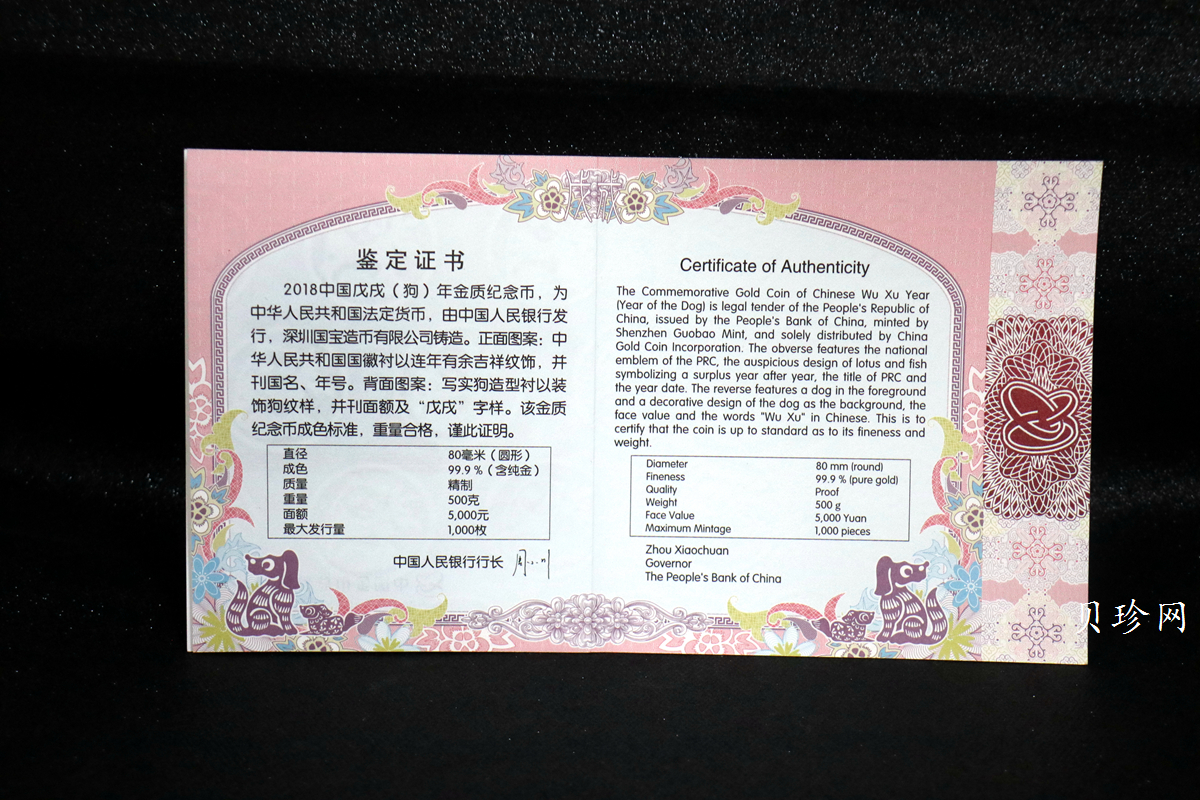 鉴定证书
2018中国戊戌（狗）年金质纪念币，为
中华人民共和国法定货币，由中国人民银行发
行，深圳国宝造币有限公司铸造。正面图案：中
华人民共和国国徽衬以连年有余吉祥纹饰，并
刊国名、年号。背面图案：写实狗造型衬以装
饰狗纹样，并刊面额及“戊戌”字样。该金质
纪念币成色标准，重量合格，谨此证明。
直径 80毫米（圆形）
成色 99.9 %（含纯金）
质量 精制
重量 500克
面额 5,000元
最大发行量 1,000枚
中国人民银行行长
Certificate of Authenticity
The Commemorative Gold Coin of Chinese Wu Xu Year
(Year of the Dog) is legal tender of the People's Republic of
China, issued by the People's Bank of China, minted by
Shenzhen Guobao Mint, and solely distributed by China
Gold Coin Incorporation. The obverse features the national
emblem of the PRC, the auspicious design of lotus and fish
symbolizing a surplus year after year, the title of PRC and
the year date. The reverse features a dog in the foreground
and a decorative design of the dog as the background, the
face value and the words "Wu Xu" in Chinese. This is to
certify that the coin is up to standard as to its fineness and
weight.
Diameter 80 mm (round)
Fineness 99.9 % (pure gold)
Quality Proof
Weight 500 g
Face Value 5,000 Yuan
Maximum Mintage 1,000 pieces
Zhou Xiaochuan
Governor
The People's Bank of China
贝珍网